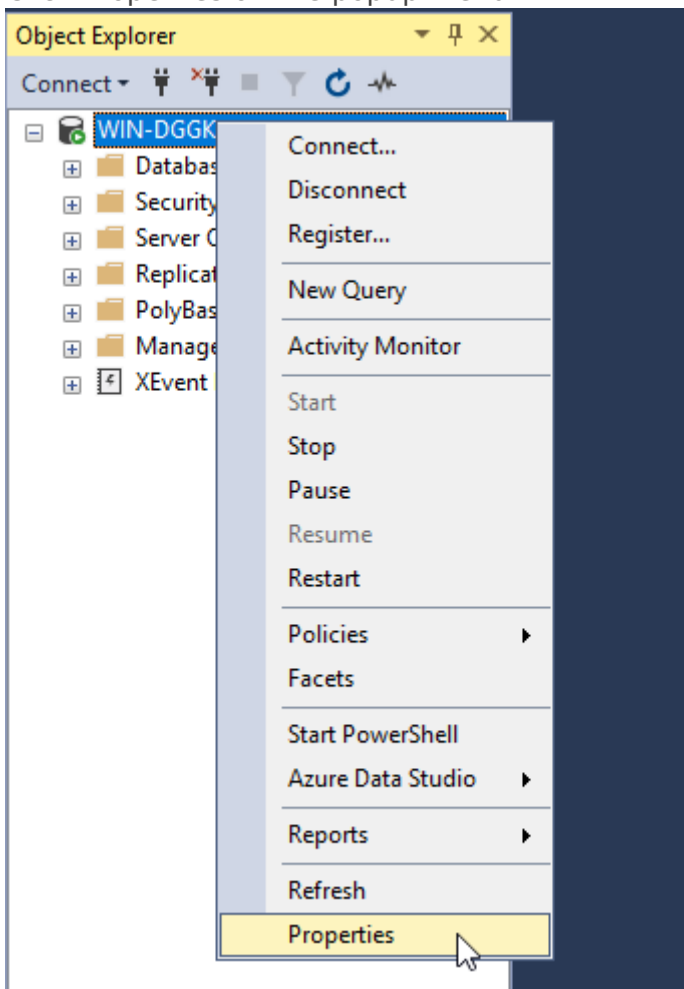 Object Explorer
Connect
WIN-DGGK
Databas
Security
Server
Replicat
PolyBas
Manage
XEvent
Connect...
Disconnect
Register...
New Query
Activity Monitor
Start
Stop
Pause
Resume
Restart
Policies
Facets
Start PowerShell
Azure Data Studio
Reports
Refresh
Properties